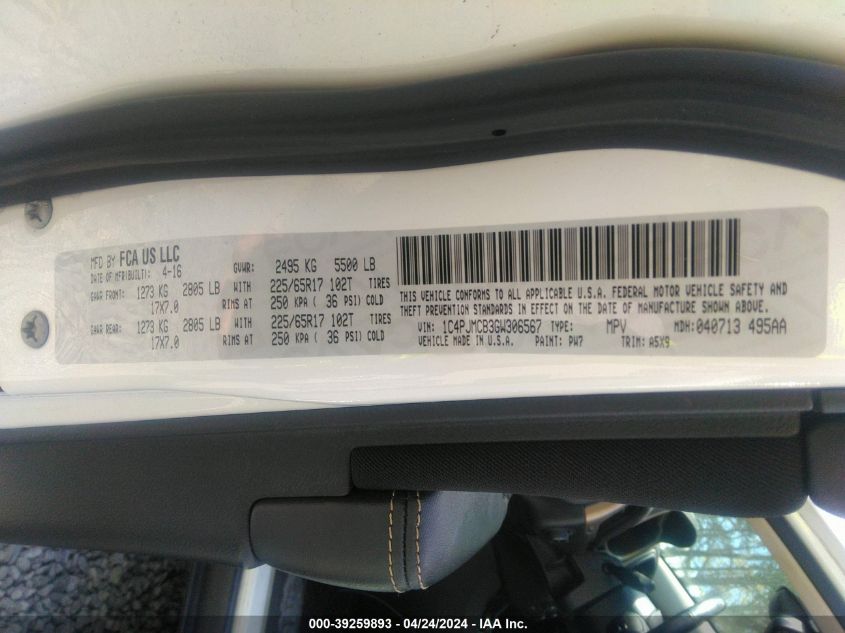 MFD BY FCA US LLC
DATE OF MFR(BUILT): 4-16
GVWR: 2495 KG 5500 LB
GAWR FRONT: 1273 KG 2805 LB WITH 225/65R17 102T TIRES
17X7.0 RIMS AT 250 KPA ( 36 PSI) COLD
GAWR REAR: 1273 KG 2805 LB WITH 225/65R17 102T TIRES
17X7.0 RIMS AT 250 KPA ( 36 PSI) COLD
THIS VEHICLE CONFORMS TO ALL APPLICABLE U.S.A. FEDERAL MOTOR VEHICLE SAFETY AND
THEFT PREVENTION STANDARDS IN EFFECT ON THE DATE OF MANUFACTURE SHOWN ABOVE.
VIN: 1C4PJMCB3GW306567 TYPE: MPV MDH: 040713 495AA
VEHICLE MADE IN U.S.A. PAINT: PW7 TRIM: A5X9
000-39259893 - 04/24/2024 - IAA Inc.